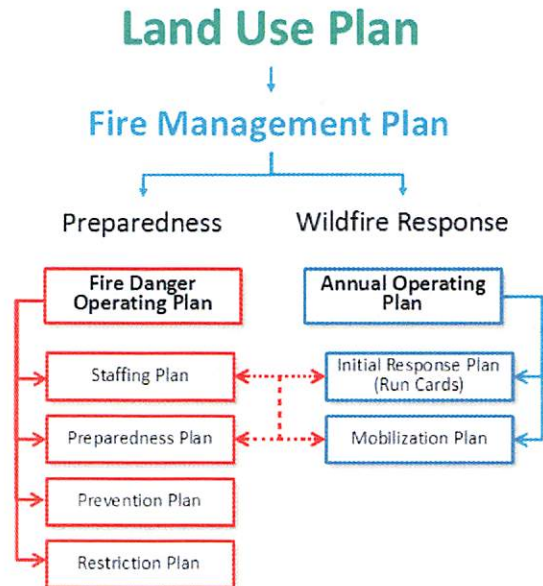 Land Use Plan
Fire Management Plan
Preparedness
Wildfire Response
Fire Danger
Operating Plan
Annual Operating
Plan
Staffing Plan
Initial Response Plan
(Run Cards)
Preparedness Plan
Mobilization Plan
Prevention Plan
Restriction Plan